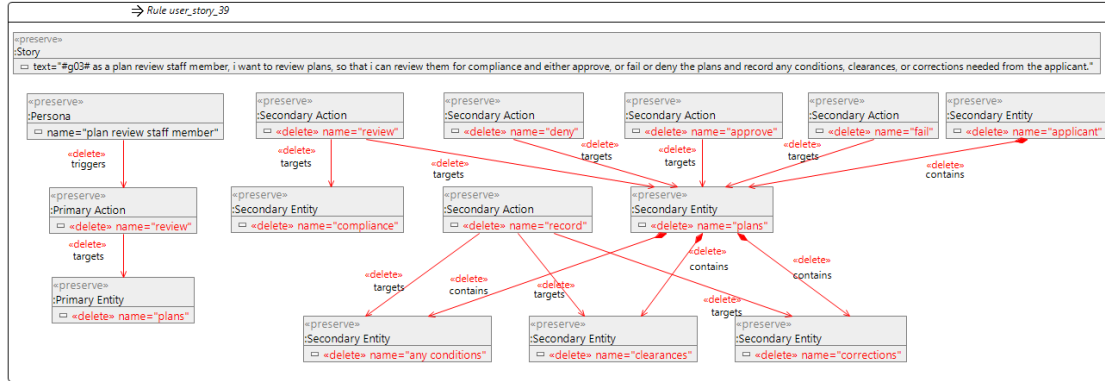 Rule user_story_39
«preserve»
:Story
text="#g03# as a plan review staff member, i want to review plans, so that i can review them for compliance and either approve, or fail or deny the plans and record any conditions, clearances, or corrections needed from the applicant."
«preserve»
:Persona
name="plan review staff member"
«preserve»
:Secondary Action
«delete» name="review"
«preserve»
:Secondary Action
«delete» name="deny"
«preserve»
:Secondary Action
«delete» name="approve"
«preserve»
:Secondary Action
«delete» name="fail"
«preserve»
:Secondary Entity
«delete» name="applicant"
«delete»
triggers
«delete»
targets
«delete»
targets
«delete»
targets
«delete»
targets
«delete»
targets
«delete»
contains
«preserve»
:Primary Action
«delete» name="review"
«preserve»
:Secondary Entity
«delete» name="compliance"
«preserve»
:Secondary Action
«delete» name="record"
«preserve»
:Secondary Entity
«delete» name="plans"
«delete»
targets
«delete»
targets
«delete»
contains
«delete»
targets
«delete»
contains
«delete»
targets
«delete»
contains
«preserve»
:Primary Entity
«delete» name="plans"
«preserve»
:Secondary Entity
«delete» name="any conditions"
«preserve»
:Secondary Entity
«delete» name="clearances"
«preserve»
:Secondary Entity
«delete» name="corrections"